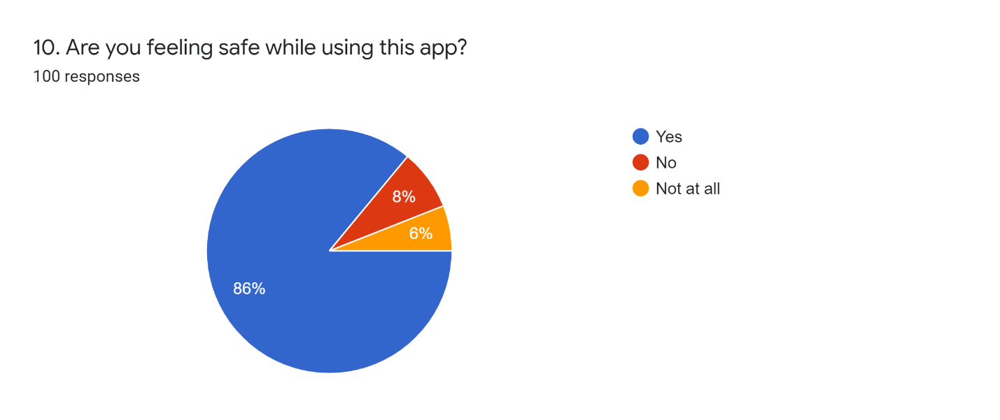 10. Are you feeling safe while using this app?
100 responses
Yes
No
Not at all
8%
6%
86%